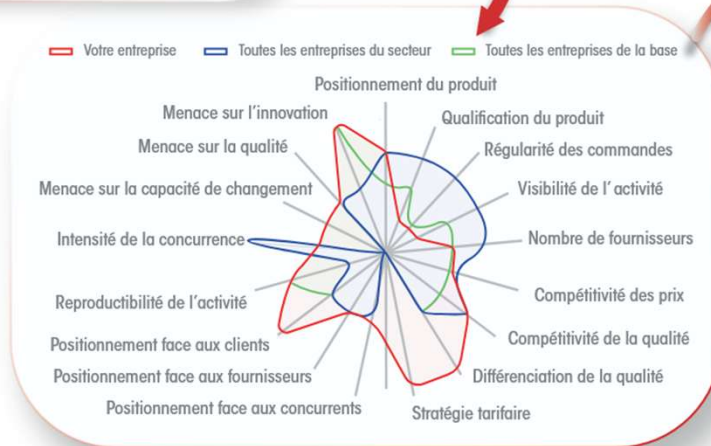 Votre entreprise
Toutes les entreprises du secteur
Toutes les entreprises de la base
Positionnement du produit
Menace sur l'innovation
Qualification du produit
Menace sur la qualité
Régularité des commandes
Menace sur la capacité de changement
Visibilité de l'activité
Intensité de la concurrence
Nombre de fournisseurs
Reproductibilité de l'activité
Compétitivité des prix
Positionnement face aux clients
Compétitivité de la qualité
Positionnement face aux fournisseurs
Différenciation de la qualité
Positionnement face aux concurrents
Stratégie tarifaire